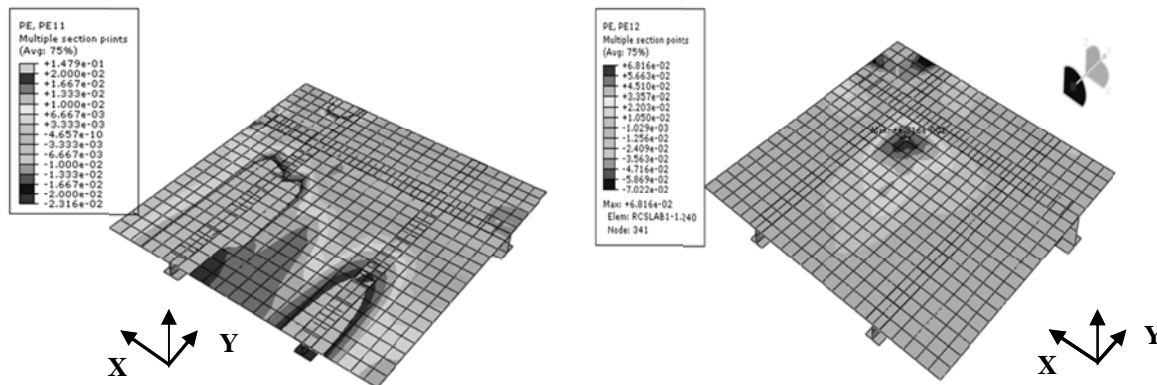 PE, PE11
Multiple section points
(Avg: 75%)
+1.479e-01
+2.000e-02
+1.667e-02
+1.333e-02
+1.000e-02
+6.667e-03
+3.333e-03
-4.657e-10
-3.333e-03
-6.667e-03
-1.000e-02
-1.333e-02
-1.667e-02
-2.000e-02
-2.316e-02
X
Y
PE, PE12
Multiple section points
(Avg: 75%)
+6.816e-02
+5.663e-02
+4.510e-02
+3.357e-02
+2.203e-02
+1.050e-02
-1.029e-03
-1.256e-02
-2.409e-02
-3.563e-02
-4.716e-02
-5.869e-02
-7.022e-02
Max: +6.816e-02
Elem: RCSLAB1-1.240
Node: 341
X
Y